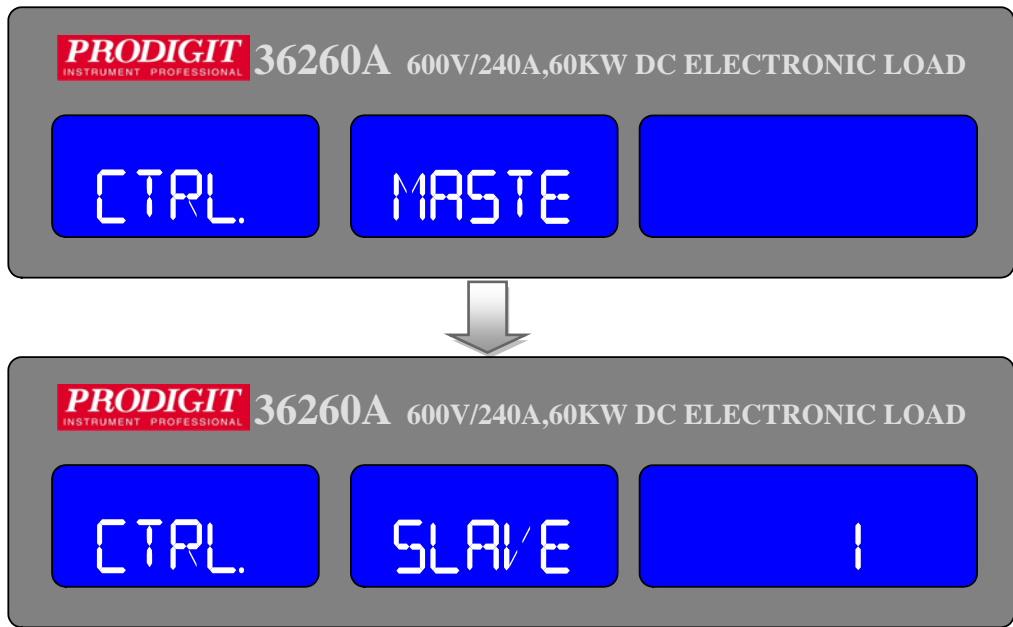 PRODIGIT 36260A 600V/240A,60KW DC ELECTRONIC LOAD
INSTRUMENT PROFESSIONAL
CTRL. MASTE
PRODIGIT 36260A 600V/240A,60KW DC ELECTRONIC LOAD
INSTRUMENT PROFESSIONAL
CTRL. SLAVE 1